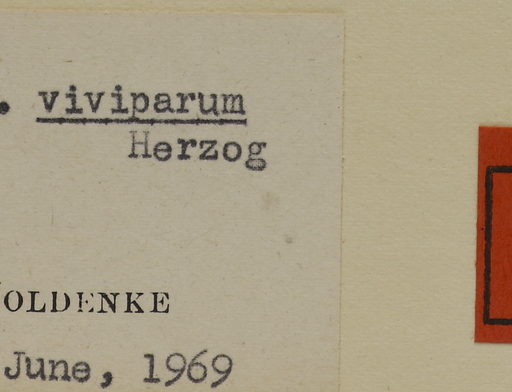 . viviparum
Herzog
OLDENKE
June, 1969